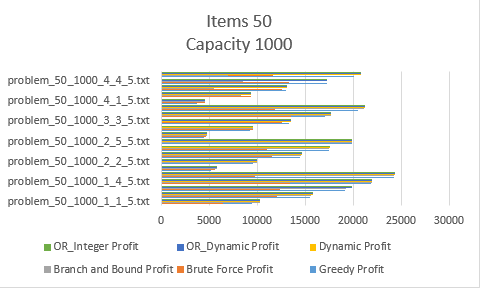 Items 50
Capacity 1000
problem_50_1000_4_4_5.txt
problem_50_1000_4_1_5.txt
problem_50_1000_3_3_5.txt
problem_50_1000_2_5_5.txt
problem_50_1000_2_2_5.txt
problem_50_1000_1_4_5.txt
problem_50_1000_1_1_5.txt
0 5000 10000 15000 20000 25000 30000
OR_Integer Profit OR_Dynamic Profit Dynamic Profit
Branch and Bound Profit Brute Force Profit Greedy Profit